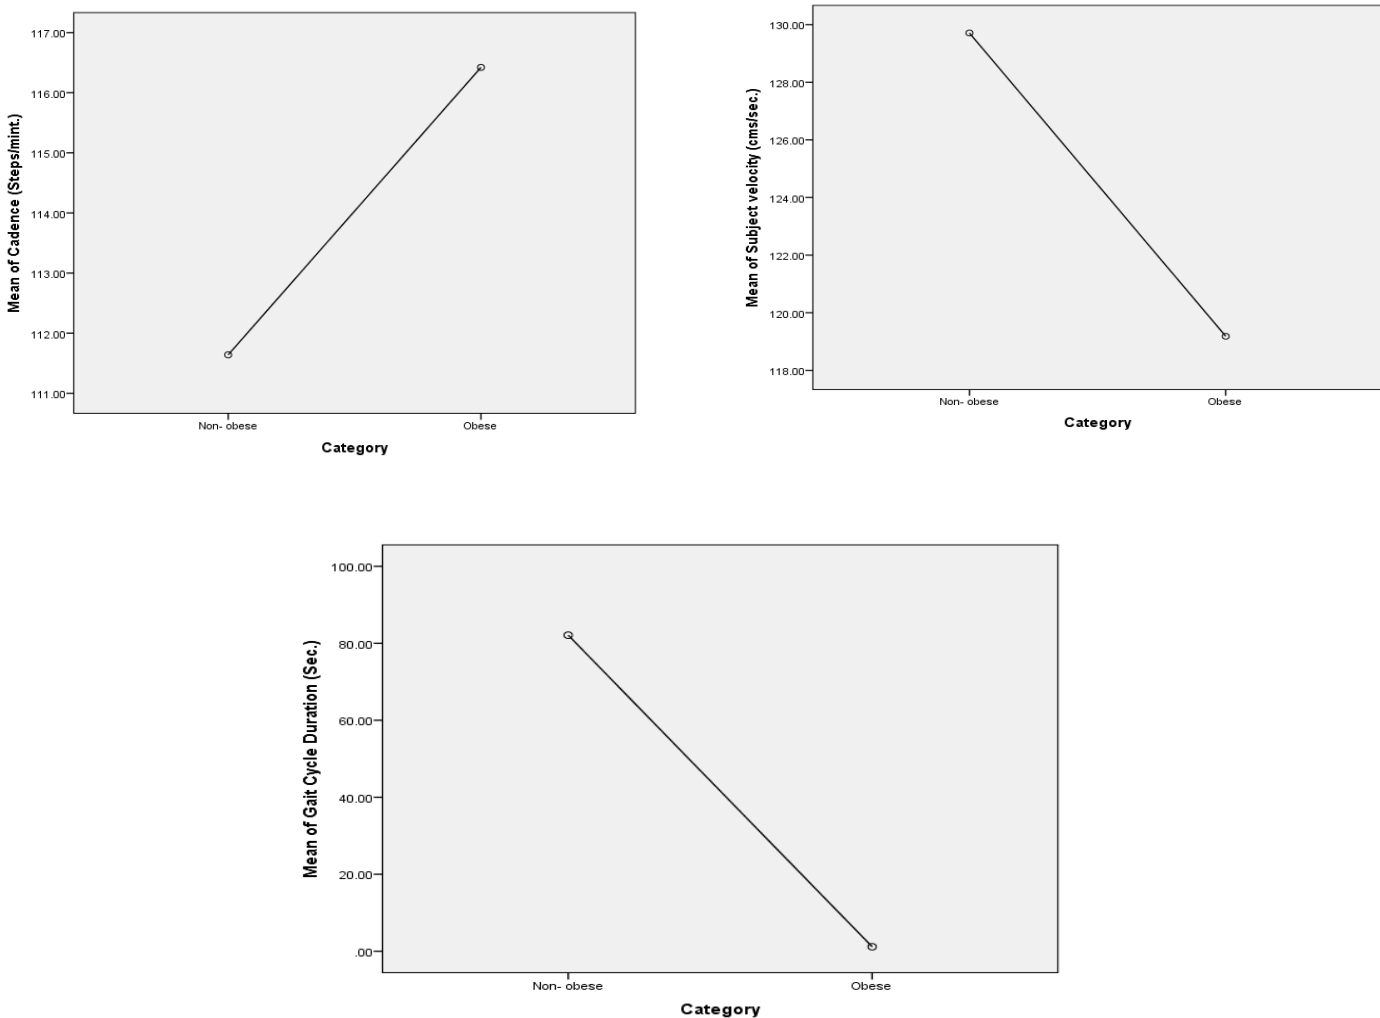 Mean of Cadence (Steps/mint.)
117.00
116.00
115.00
114.00
113.00
112.00
111.00
Non- obese
Obese
Category
Mean of Subject velocity (cms/sec.)
130.00
128.00
126.00
124.00
122.00
120.00
118.00
Non- obese
Obese
Category
Mean of Gait Cycle Duration (Sec.)
100.00
80.00
60.00
40.00
20.00
.00
Non- obese
Obese
Category